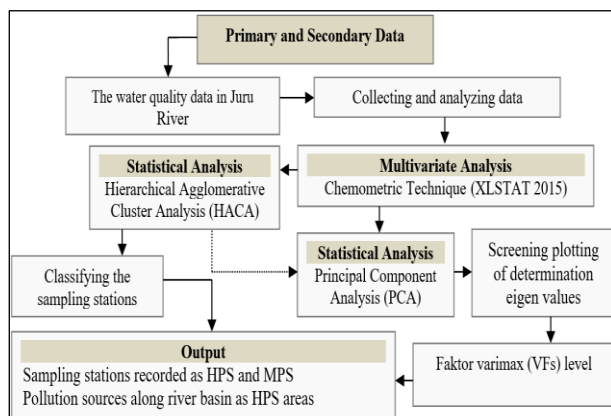 Primary and Secondary Data
The water quality data in Juru
River
Collecting and analyzing data
Statistical Analysis
Hierarchical Agglomerative
Cluster Analysis (HACA)
Multivariate Analysis
Chemometric Technique (XLSTAT 2015)
Classifying the
sampling stations
Statistical Analysis
Principal Component
Analysis (PCA)
Screening plotting
of determination
eigen values
Output
Sampling stations recorded as HPS and MPS
Pollution sources along river basin as HPS areas
Faktor varimax (VFs) level